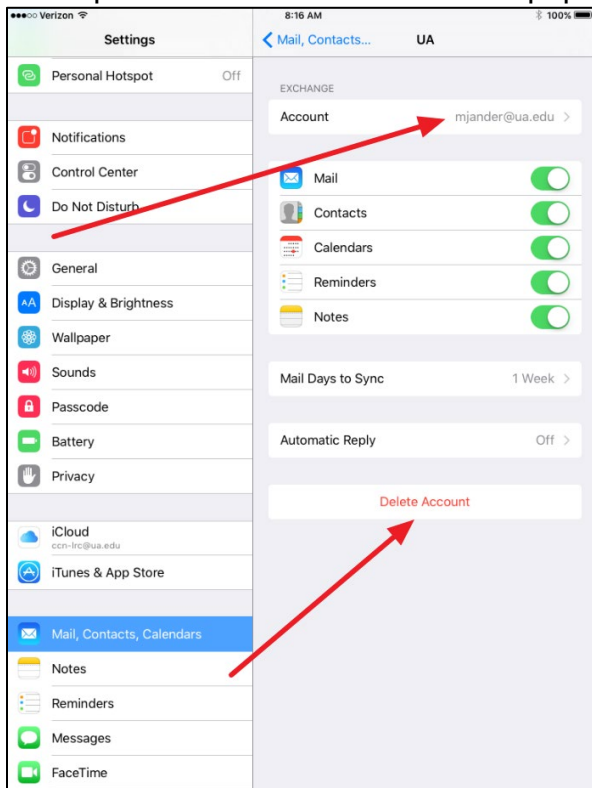 Verizon
8:16 AM
100%
Settings
Mail, Contacts...
UA
Personal Hotspot
Off
Notifications
Control Center
Do Not Disturb
General
Display & Brightness
Wallpaper
Sounds
Passcode
Battery
Privacy
iCloud
ccn-lrc@ua.edu
iTunes & App Store
Mail, Contacts, Calendars
Notes
Reminders
Messages
FaceTime
EXCHANGE
Account
mjander@ua.edu
Mail
Contacts
Calendars
Reminders
Notes
Mail Days to Sync
1 Week
Automatic Reply
Off
Delete Account